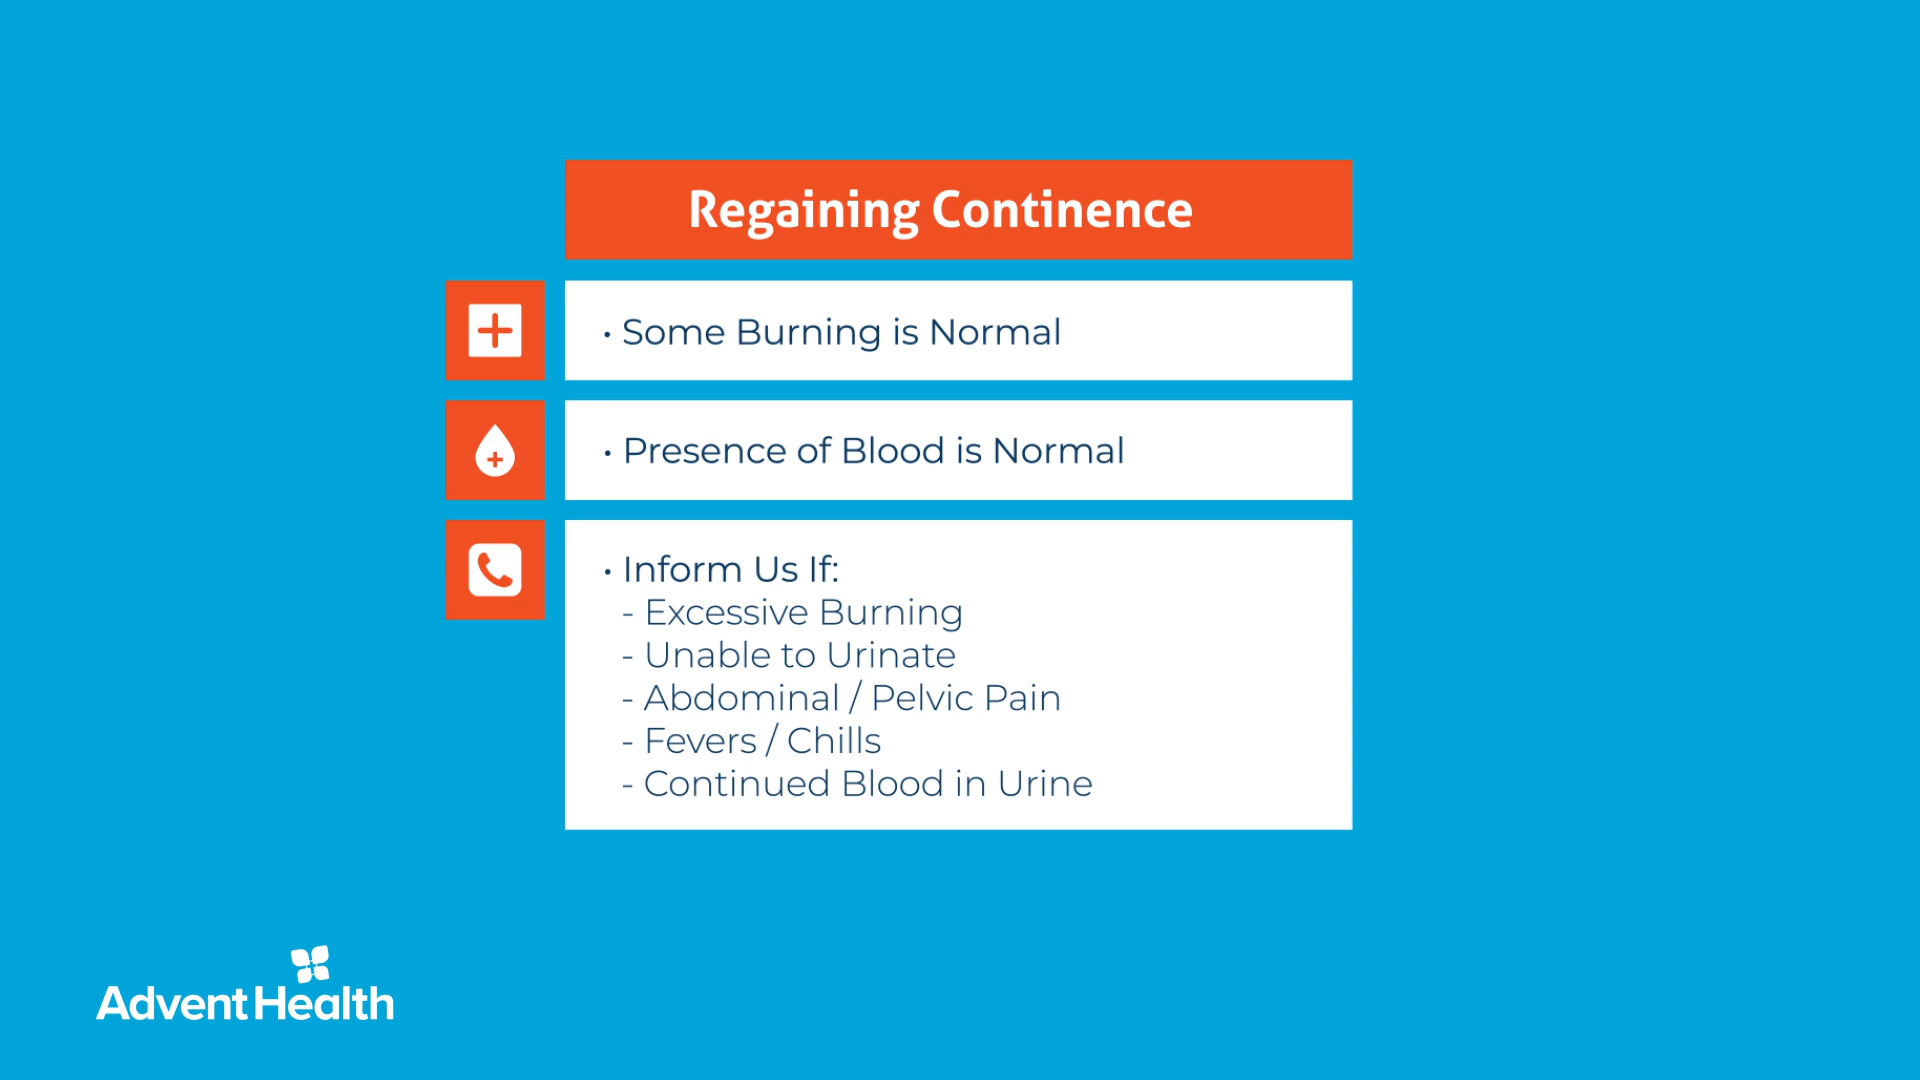 Regaining Continence
• Some Burning is Normal
• Presence of Blood is Normal
• Inform Us If:
- Excessive Burning
- Unable to Urinate
- Abdominal / Pelvic Pain
- Fevers / Chills
- Continued Blood in Urine
AdventHealth